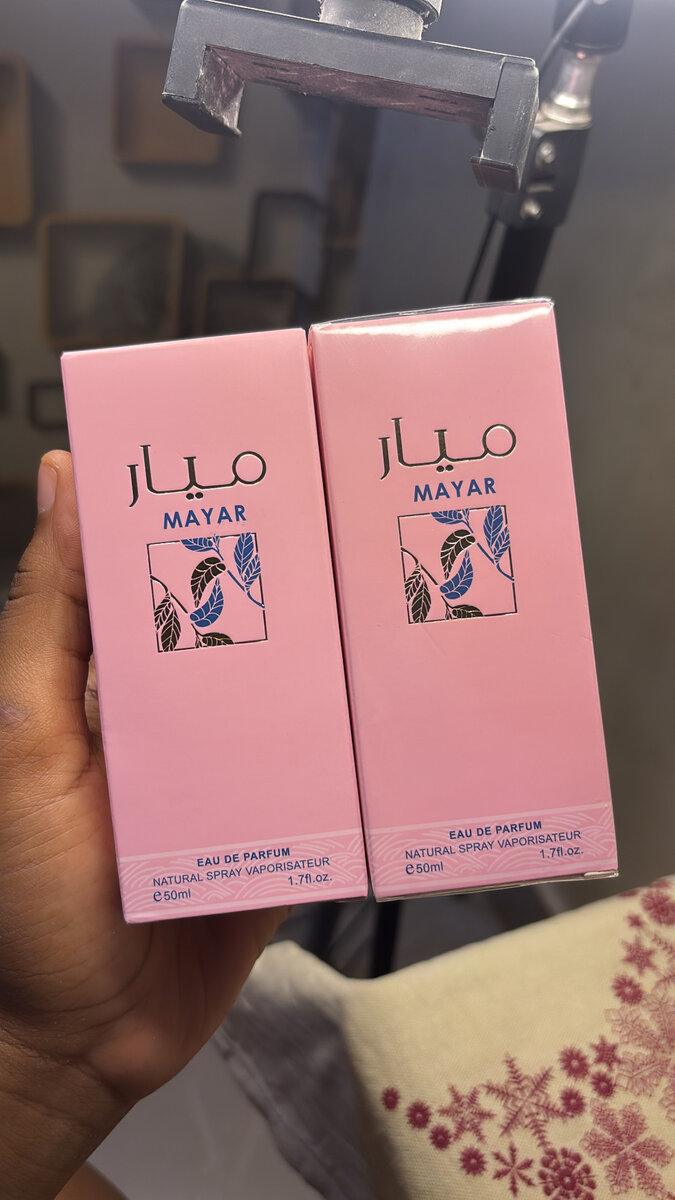 ميار
MAYAR
EAU DE PARFUM
NATURAL SPRAY VAPORISATEUR
℮50ml 1.7fl.oz.
ميار
MAYAR
EAU DE PARFUM
NATURAL SPRAY VAPORISATEUR
℮50ml 1.7fl.oz.